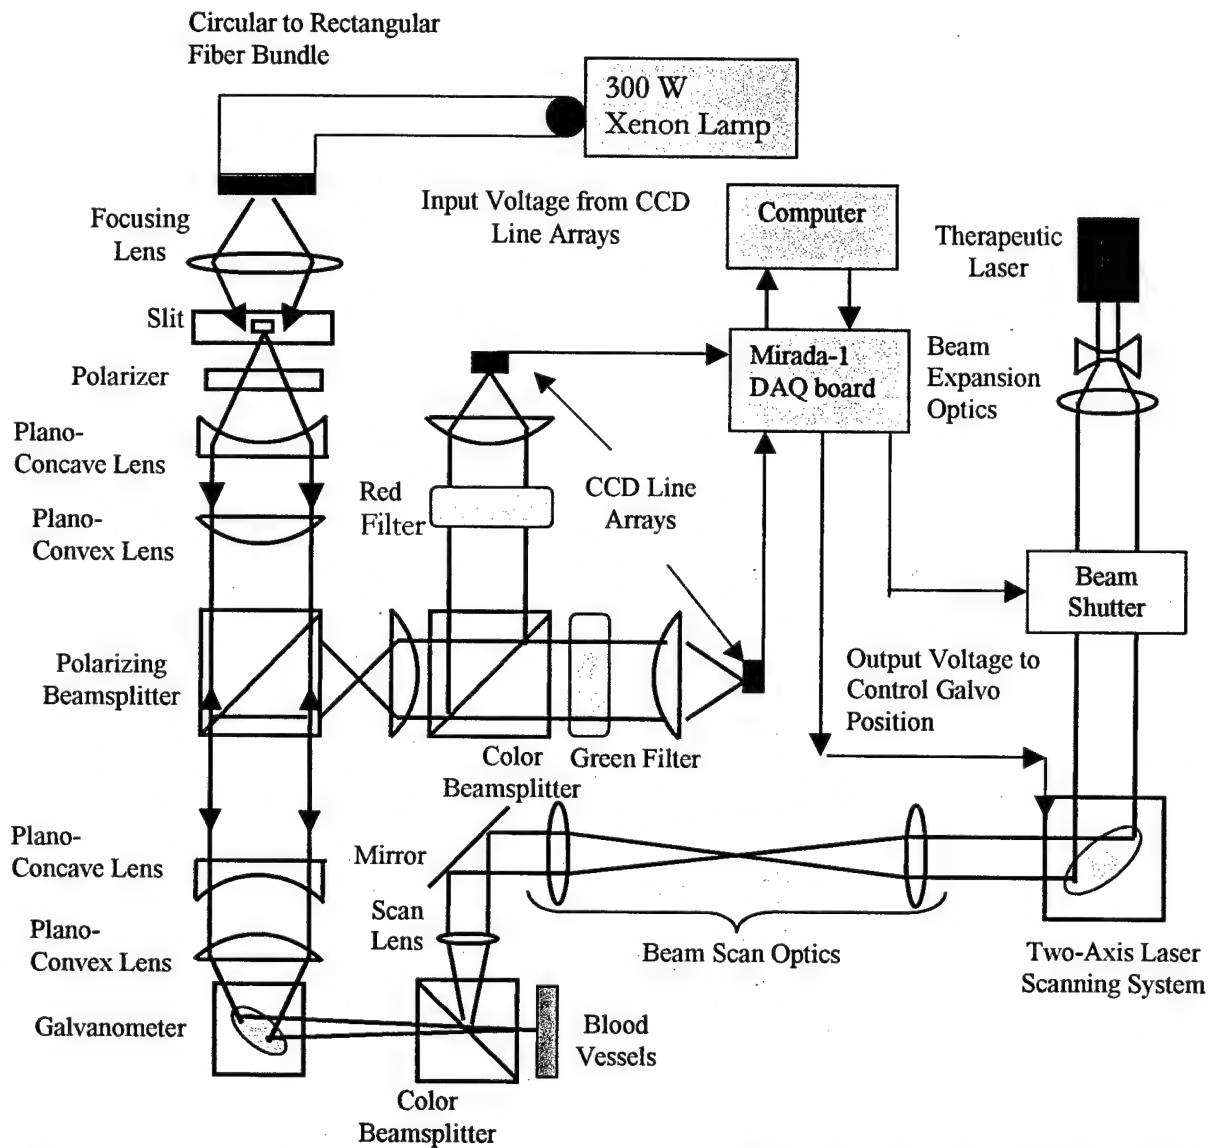 Circular to Rectangular
Fiber Bundle
300 W
Xenon Lamp
Input Voltage from CCD
Line Arrays
Computer
Therapeutic
Laser
Focusing
Lens
Slit
Polarizer
Mirada-1
DAQ board
Beam
Expansion
Optics
Plano-
Concave Lens
Red
Filter
CCD Line
Arrays
Plano-
Convex Lens
Beam
Shutter
Polarizing
Beamsplitter
Output Voltage to
Control Galvo
Position
Color
Beamsplitter
Green Filter
Plano-
Concave Lens
Mirror
Scan
Lens
Plano-
Convex Lens
Beam Scan Optics
Two-Axis Laser
Scanning System
Galvanometer
Blood
Vessels
Color
Beamsplitter